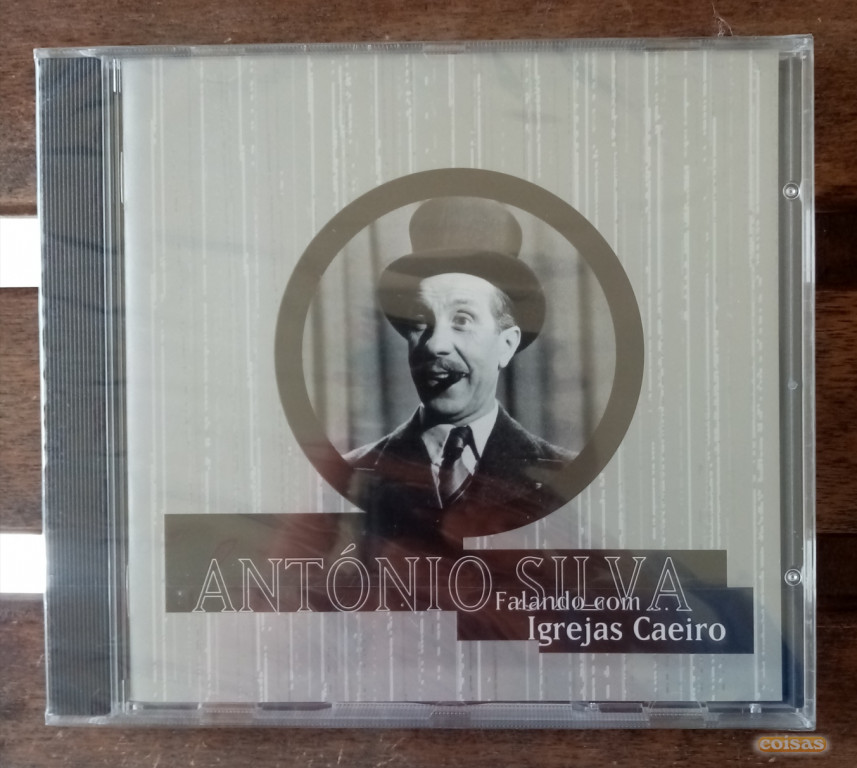 ANTÓNIO SILVA
Falando com
Igrejas Caeiro
coisas